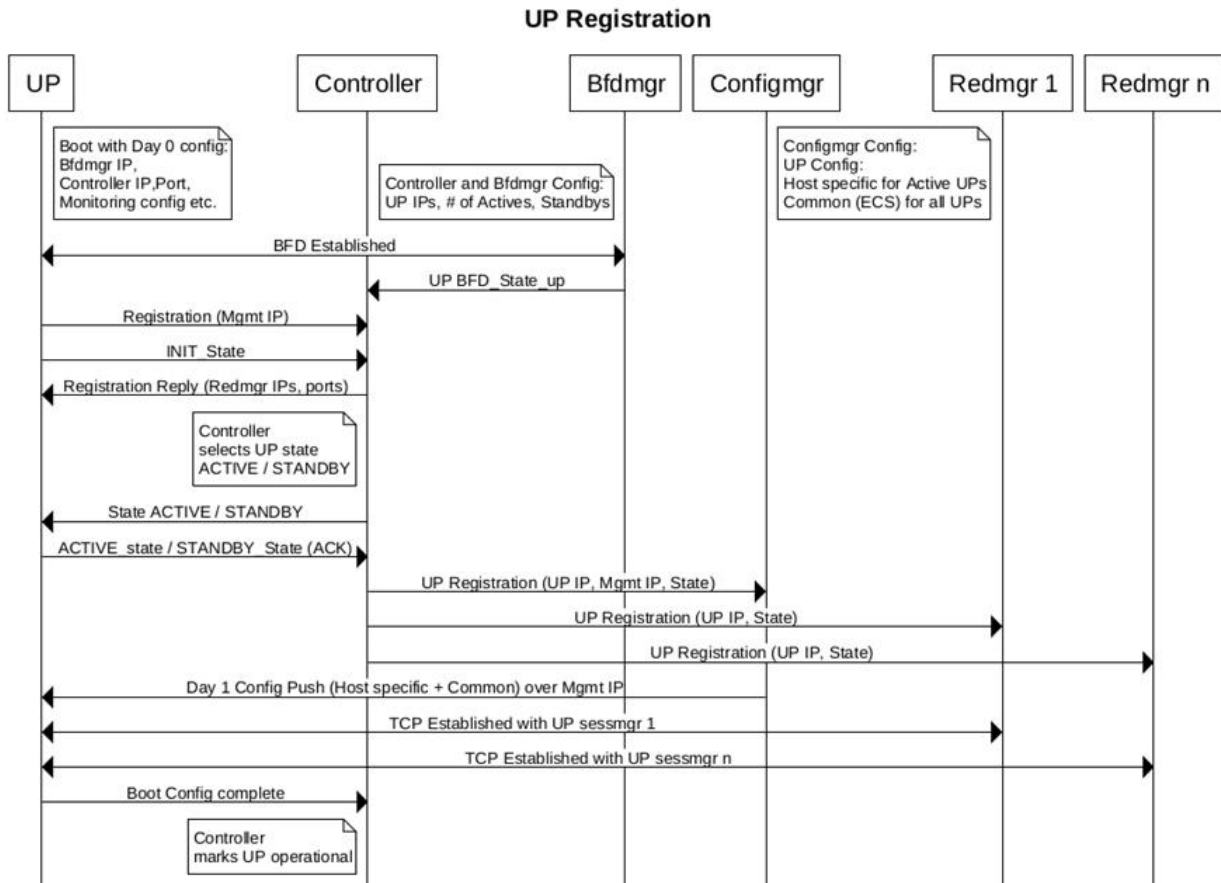 UP Registration
UP
Controller
Bfdmgr
Configmgr
Redmgr 1
Redmgr n
Boot with Day 0 config:
Bfdmgr IP,
Controller IP,Port,
Monitoring config etc.
Controller and Bfdmgr Config:
UP IPs, # of Actives, Standbys
Configmgr Config:
UP Config:
Host specific for Active UPs
Common (ECS) for all UPs
BFD Established
UP BFD_State_up
Registration (Mgmt IP)
INIT_State
Registration Reply (Redmgr IPs, ports)
Controller
selects UP state
ACTIVE / STANDBY
State ACTIVE / STANDBY
ACTIVE_state / STANDBY_State (ACK)
UP Registration (UP IP, Mgmt IP, State)
UP Registration (UP IP, State)
UP Registration (UP IP, State)
Day 1 Config Push (Host specific + Common) over Mgmt IP
TCP Established with UP sessmgr 1
TCP Established with UP sessmgr n
Boot Config complete
Controller
marks UP operational